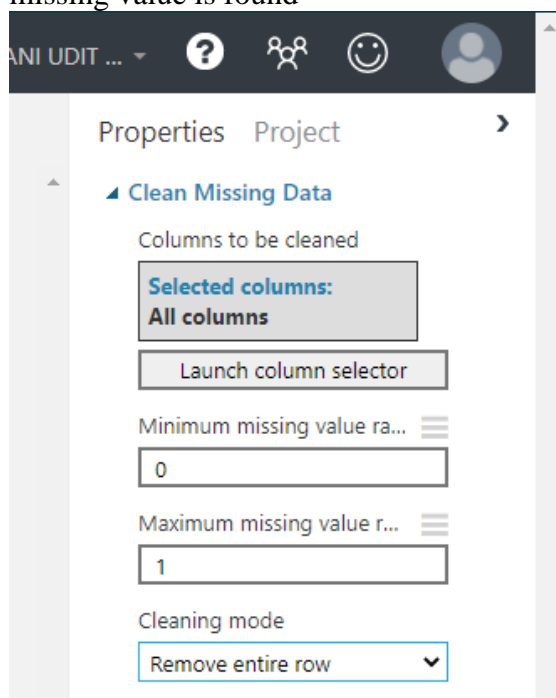 missing value is found
ANI UDIT ...
Properties Project
Clean Missing Data
Columns to be cleaned
Selected columns:
All columns
Launch column selector
Minimum missing value ra...
0
Maximum missing value r...
1
Cleaning mode
Remove entire row